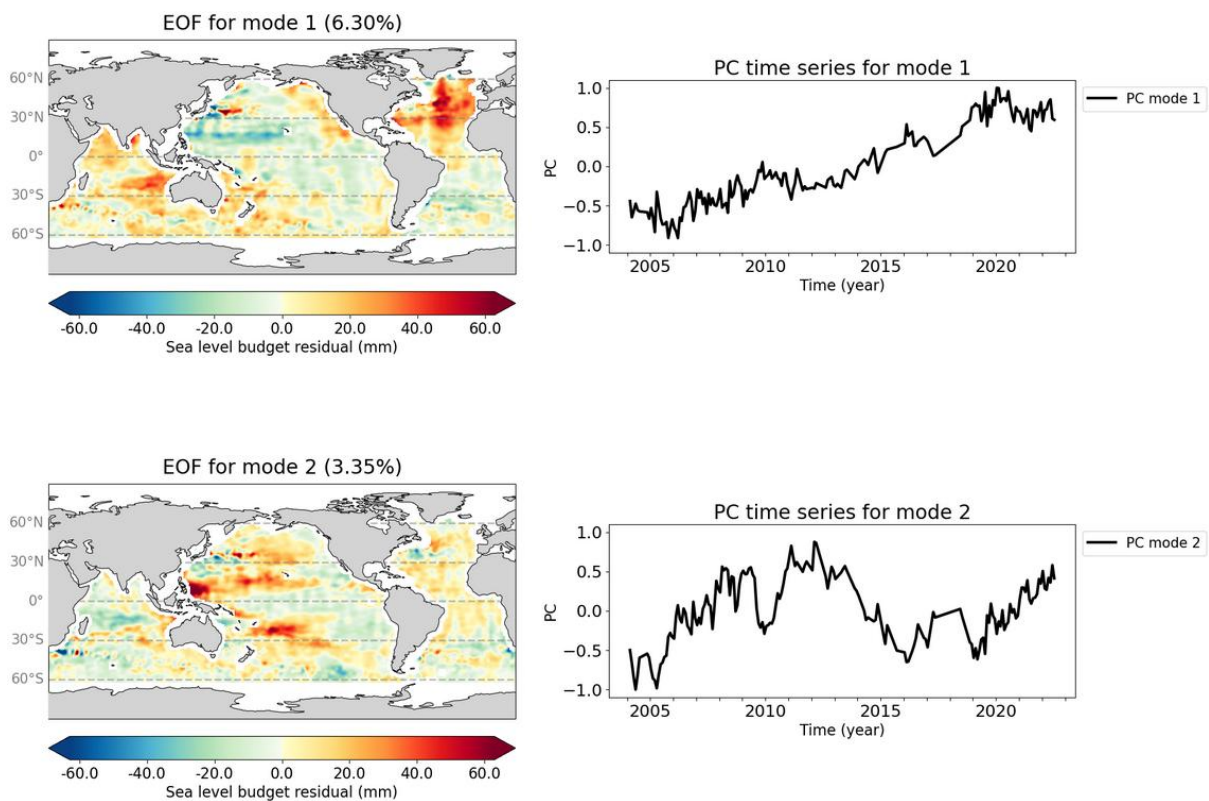 EOF for mode 1 (6.30%)
60°N
30°N
0°
30°S
60°S
-60.0 -40.0 -20.0 0.0 20.0 40.0 60.0
Sea level budget residual (mm)
PC time series for mode 1
1.0
0.5
0.0
−0.5
−1.0
PC
2005 2010 2015 2020
Time (year)
PC mode 1
EOF for mode 2 (3.35%)
60°N
30°N
0°
30°S
60°S
-60.0 -40.0 -20.0 0.0 20.0 40.0 60.0
Sea level budget residual (mm)
PC time series for mode 2
1.0
0.5
0.0
−0.5
−1.0
PC
2005 2010 2015 2020
Time (year)
PC mode 2